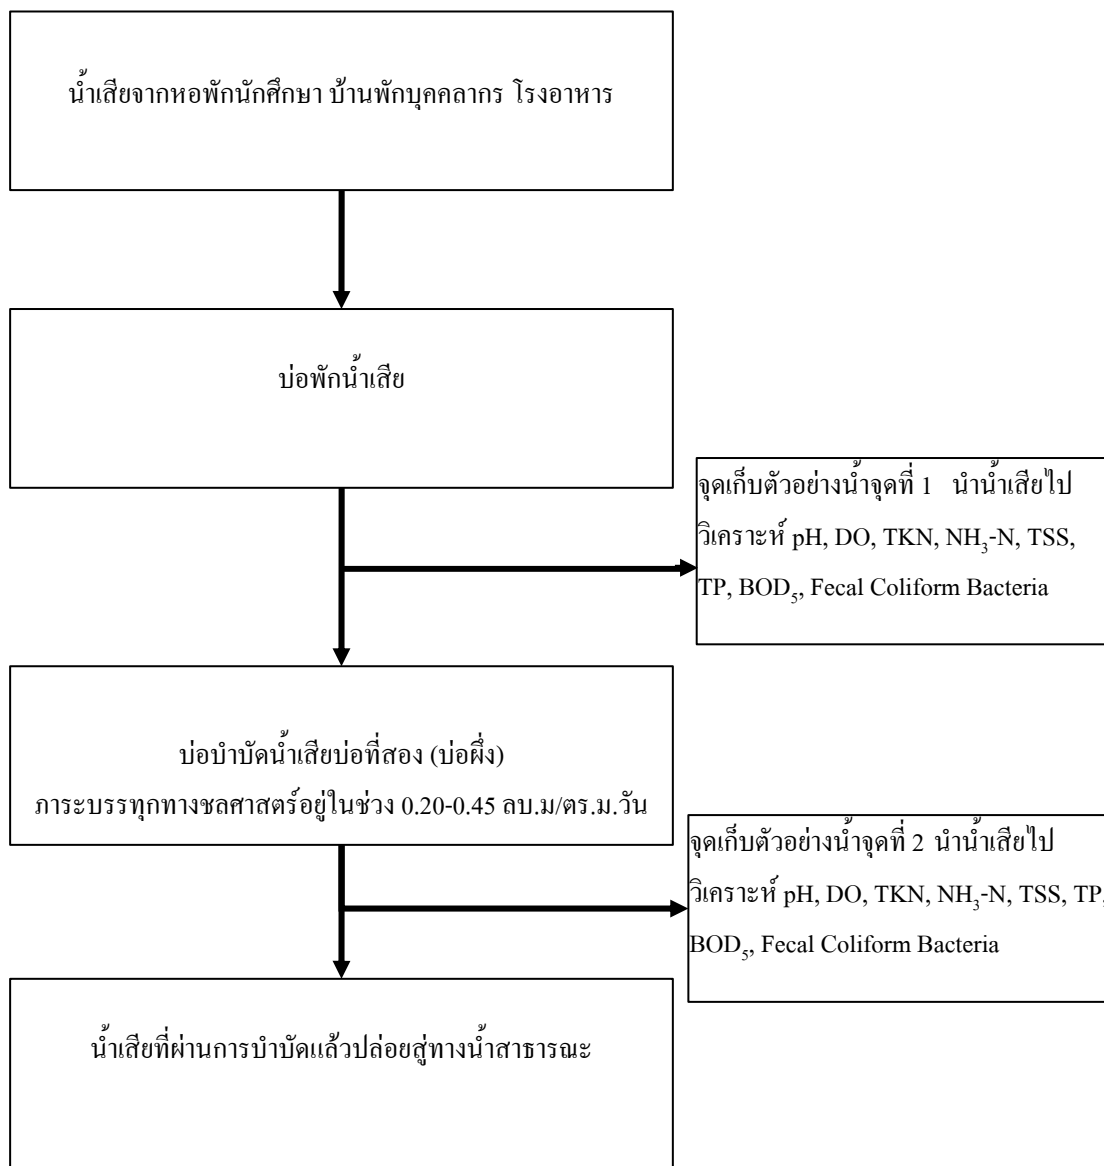 น้ำเสียจากหอพักนักศึกษา บ้านพักบุคคลากร โรงอาหาร
บ่อพักน้ำเสีย
จุดเก็บตัวอย่างน้ำจุดที่ 1 นำน้ำเสียไป
วิเคราะห์ pH, DO, TKN, NH₃-N, TSS,
TP, BOD₅, Fecal Coliform Bacteria
บ่อบำบัดน้ำเสียบ่อที่สอง (บ่อผึ่ง)
ภาระบรรทุกทางชลศาสตร์อยู่ในช่วง 0.20-0.45 ลบ.ม/ตร.ม.วัน
จุดเก็บตัวอย่างน้ำจุดที่ 2 นำน้ำเสียไป
วิเคราะห์ pH, DO, TKN, NH₃-N, TSS, TP,
BOD₅, Fecal Coliform Bacteria
น้ำเสียที่ผ่านการบำบัดแล้วปล่อยสู่ทางน้ำสาธารณะ